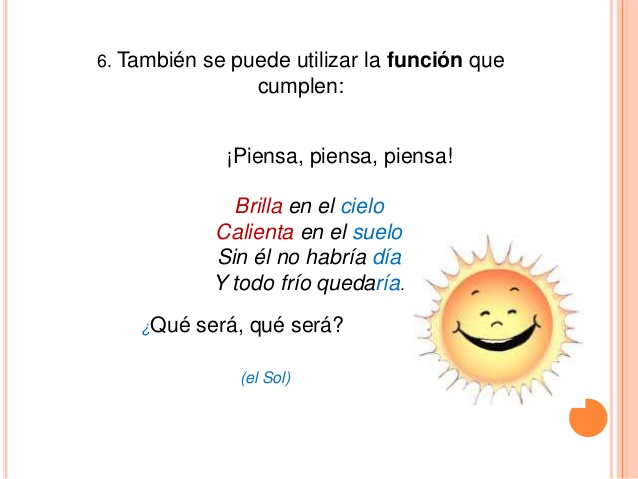 6. También se puede utilizar la función que
cumplen:
¡Piensa, piensa, piensa!
Brilla en el cielo
Calienta en el suelo
Sin él no habría día
Y todo frío quedaría.
¿Qué será, qué será?
(el Sol)